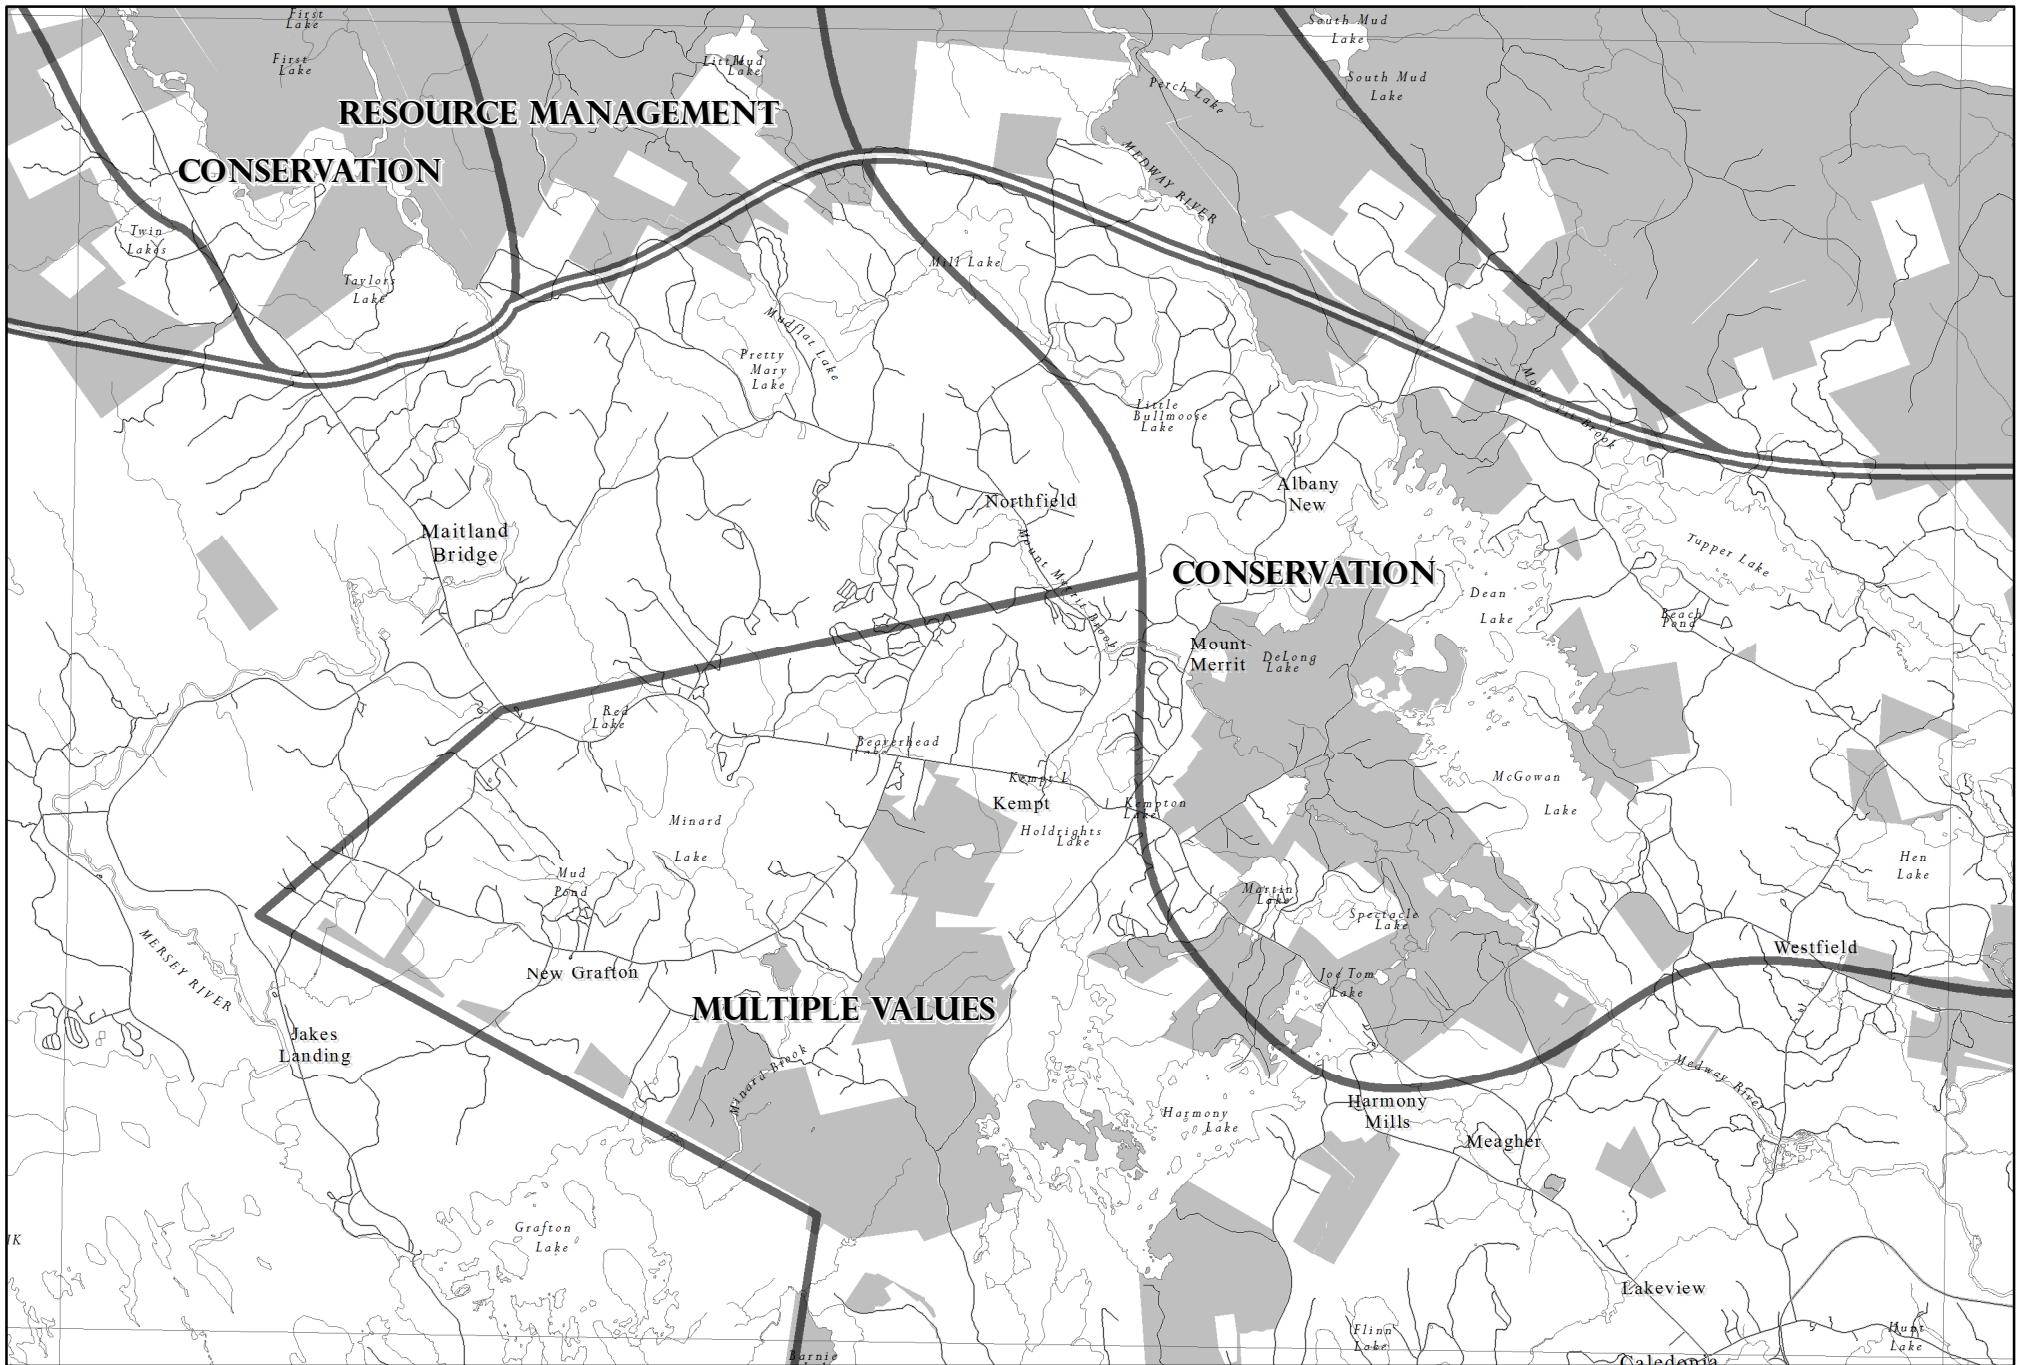 First
Lake
South Mud
Lake
First
Lake
Little Mud
Lake
South Mud
Lake
Perch Lake
RESOURCE MANAGEMENT
CONSERVATION
MEDWAY RIVER
Twin
Lakes
Mill Lake
Taylors
Lake
Mudflat Lake
Pretty
Mary
Lake
Moose Pit Brook
Little
Bullmoose
Lake
Northfield
Albany
New
Maitland
Bridge
Mount Merrit Brook
Tupper Lake
CONSERVATION
Dean
Lake
Beach
Pond
Mount
Merrit
DeLong
Lake
Red
Lake
Beaverhead
Lake
Kempt L
Kempt
McGowan
Lake
Kempton
Lake
Minard
Lake
Holdrights
Lake
Hen
Lake
Mud
Pond
Martin
Lake
Spectacle
Lake
MERSEY RIVER
Westfield
New Grafton
Joe Tom
Lake
MULTIPLE VALUES
Jakes
Landing
Minard Brook
Medway River
Harmony
Lake
Harmony
Mills
Meagher
Grafton
Lake
Lakeview
Flinn
Lake
Hunt
Lake
Barnie
Caledonia